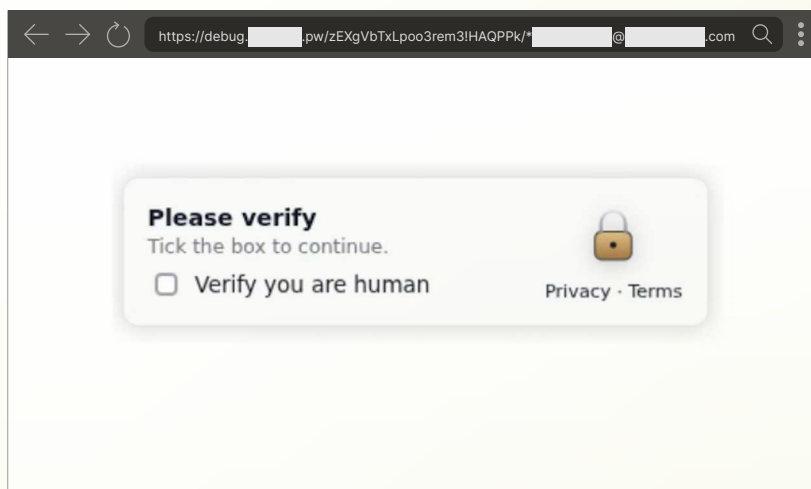 https://debug. .pw/zEXgVbTxLpoo3rem3!HAQPPk/* @ .com
Please verify
Tick the box to continue.
Verify you are human
Privacy · Terms